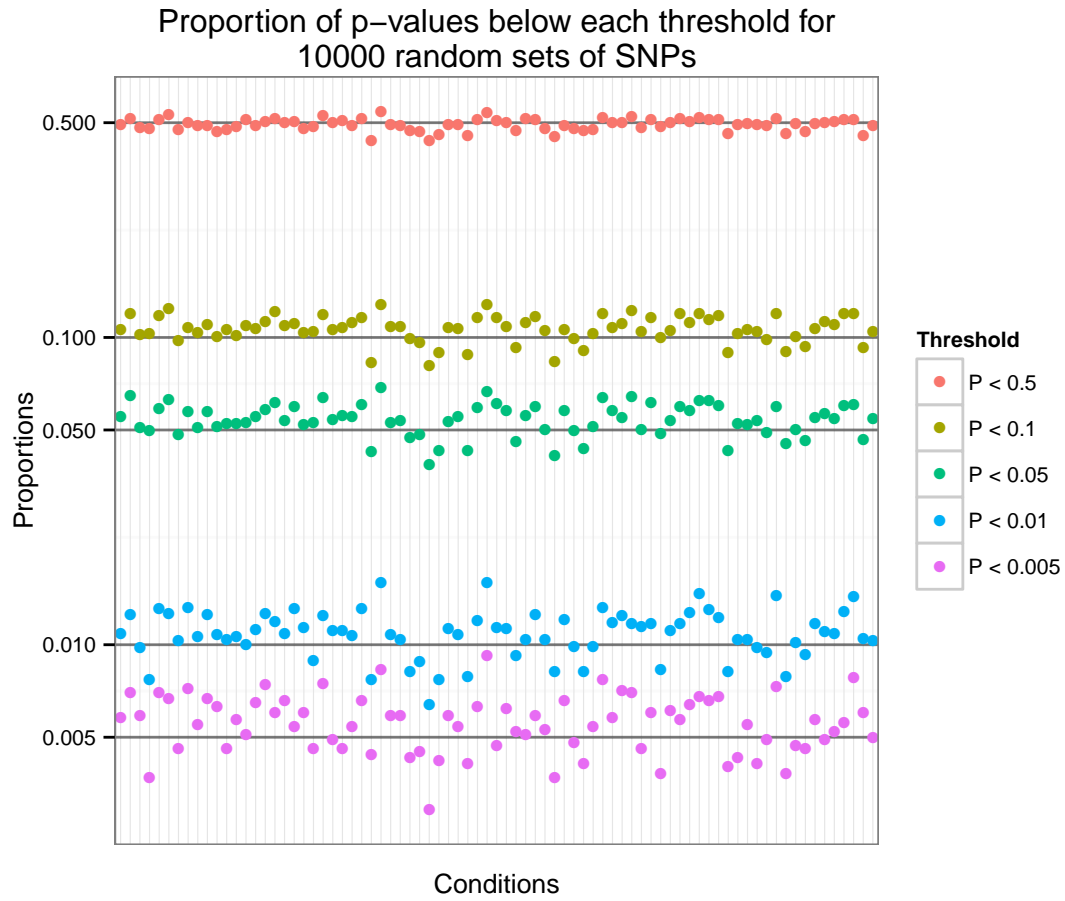 Proportion of p−values below each threshold for
10000 random sets of SNPs
Proportions
0.500
0.100
0.050
0.010
0.005
Conditions
Threshold
P < 0.5
P < 0.1
P < 0.05
P < 0.01
P < 0.005